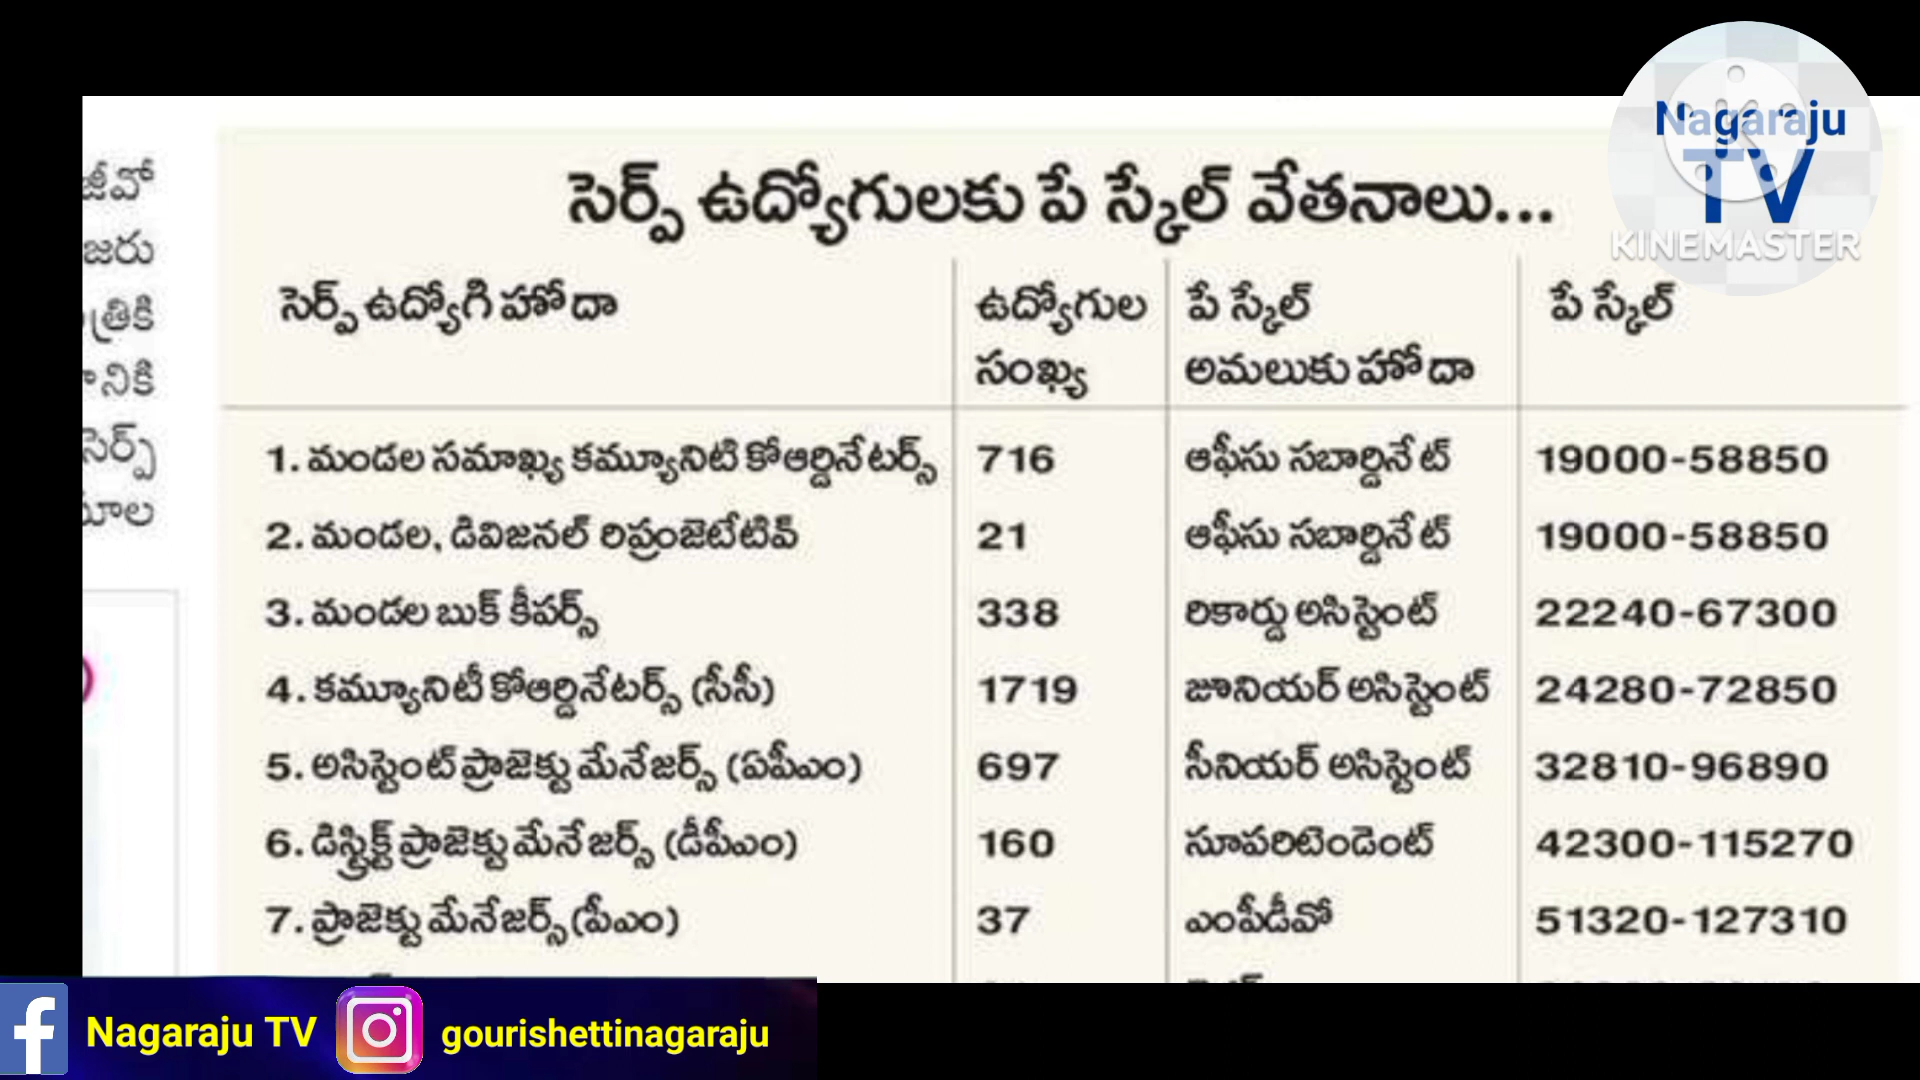 Nagaraju
TV
KINEMASTER
జీవో
జరు
త్రికి
నికి
సెర్ప్
సెర్ప్ ఉద్యోగులకు పే స్కేల్ వేతనాలు...
సెర్ప్ ఉద్యోగి హోదా ఉద్యోగుల సంఖ్య పే స్కేల్ అమలుకు హోదా పే స్కేల్
1. మండల సమాఖ్య కమ్యూనిటి కోఆర్డినేటర్స్ 716 ఆఫీసు సబార్డినేట్ 19000-58850
2. మండల, డివిజనల్ రిప్రంజెటేటివ్ 21 ఆఫీసు సబార్డినేట్ 19000-58850
3. మండల బుక్ కీపర్స్ 338 రికార్డు అసిస్టెంట్ 22240-67300
4. కమ్యూనిటీ కోఆర్డినేటర్స్ (సీసీ) 1719 జూనియర్ అసిస్టెంట్ 24280-72850
5. అసిస్టెంట్ ప్రాజెక్టు మేనేజర్స్ (ఏపీఎం) 697 సీనియర్ అసిస్టెంట్ 32810-96890
6. డిస్ట్రిక్ట్ ప్రాజెక్టు మేనేజర్స్ (డీపీఎం) 160 సూపరిటెండెంట్ 42300-115270
7. ప్రాజెక్టు మేనేజర్స్ (పీఎం) 37 ఎంపీడీవో 51320-127310
Nagaraju TV gourishettinagaraju